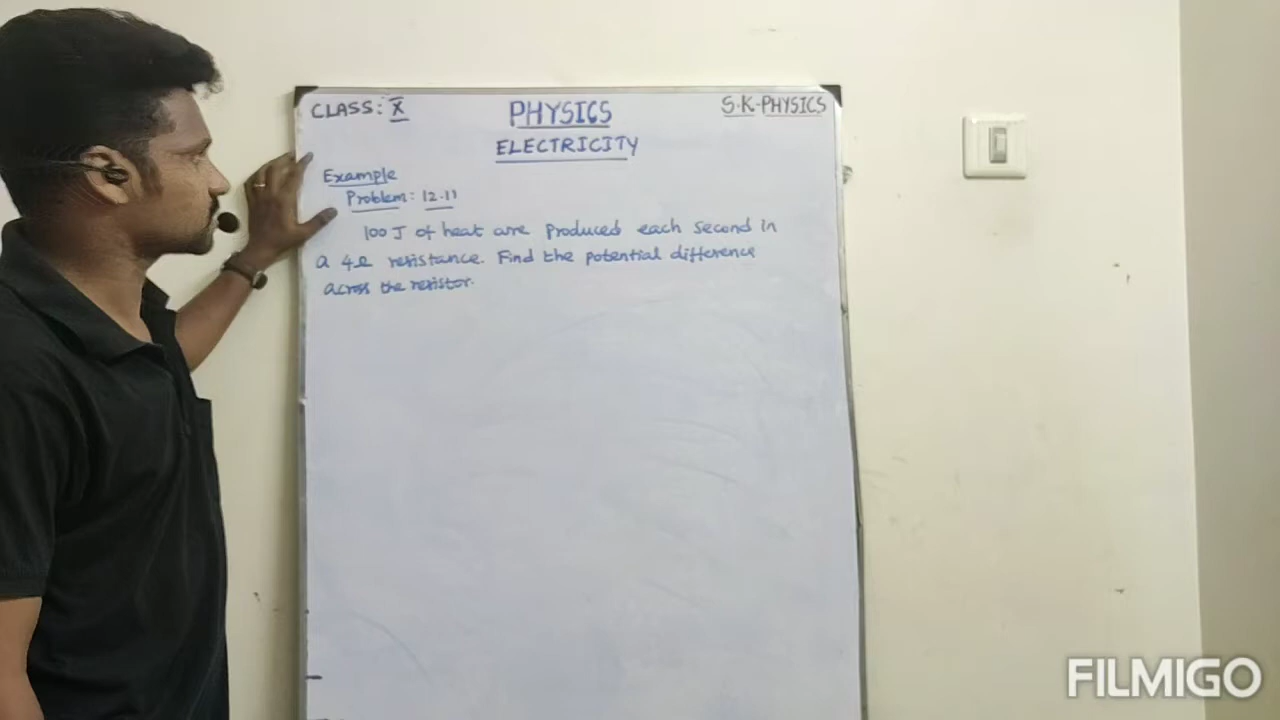 CLASS: X
PHYSICS
S.K-PHYSICS
ELECTRICITY
Example
Problem: 12.11
100 J of heat are produced each second in
a 4Ω resistance. Find the potential difference
across the resistor.
FILMIGO